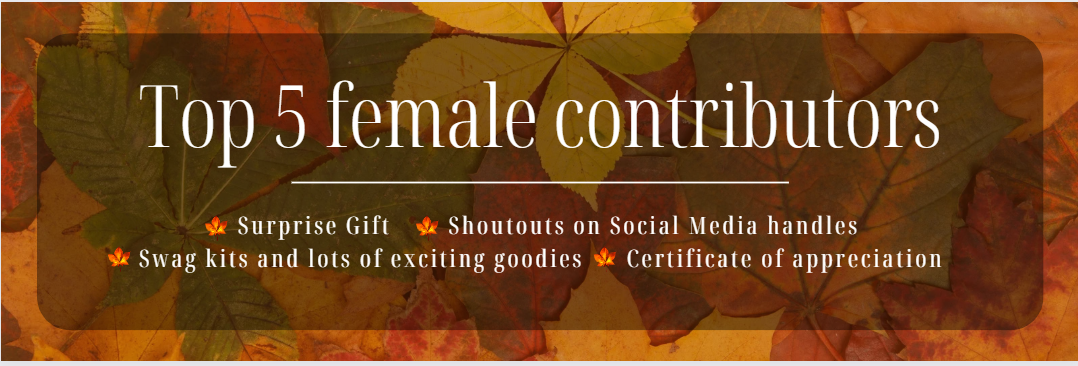 Top 5 female contributors
🍁 Surprise Gift 🍁 Shoutouts on Social Media handles
🍁 Swag kits and lots of exciting goodies 🍁 Certificate of appreciation